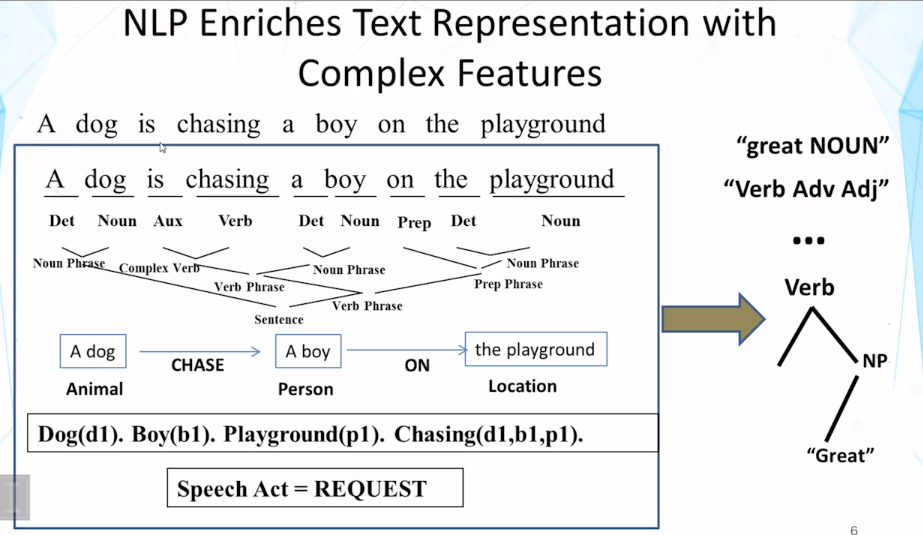 NLP Enriches Text Representation with
Complex Features
A dog is chasing a boy on the playground
A dog is chasing a boy on the playground
Det Noun Aux Verb Det Noun Prep Det Noun
Noun Phrase Complex Verb Noun Phrase Noun Phrase
Verb Phrase Prep Phrase
Verb Phrase
Sentence
A dog A boy the playground
CHASE ON
Animal Person Location
Dog(d1). Boy(b1). Playground(p1). Chasing(d1,b1,p1).
Speech Act = REQUEST
“great NOUN”
“Verb Adv Adj”
...
Verb
NP
“Great”
6